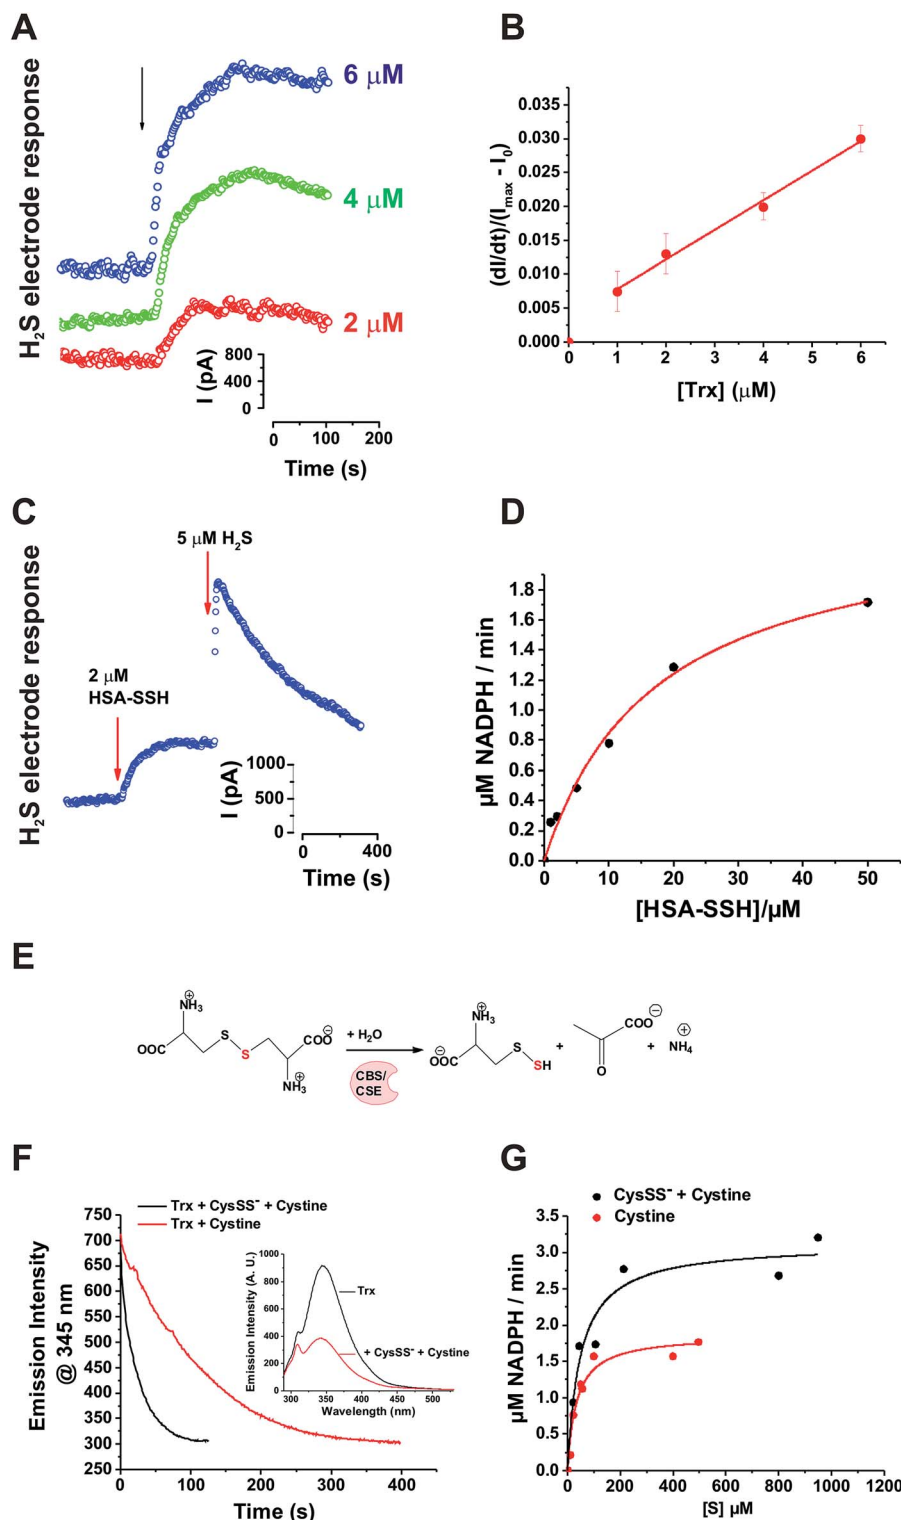 A
H₂S electrode response
6 μM
4 μM
2 μM
I (pA)
800
400
0
0 100 200
Time (s)
B
(dI/dt)/(Imax - I0)
0.035
0.030
0.025
0.020
0.015
0.010
0.005
0.000
0 1 2 3 4 5 6
[Trx] (μM)
C
H₂S electrode response
5 μM H₂S
2 μM
HSA-SSH
I (pA)
1000
500
0
0 400
Time (s)
D
μM NADPH / min
1.8
1.6
1.4
1.2
1.0
0.8
0.6
0.4
0.2
0.0
0 10 20 30 40 50
[HSA-SSH]/μM
E
⊕
NH₃
OOC
S
S
COO⊖
NH₃
⊕
+ H₂O
CBS/
CSE
⊕
NH₃
⊖
OOC
S
SH
+
COO⊖
O
+ NH₄
⊕
F
Trx + CysSS⁻ + Cystine
Trx + Cystine
Emission Intensity
@ 345 nm
750
700
650
600
550
500
450
400
350
300
250
0 100 200 300 400
Time (s)
Emission Intensity (A. U.)
1000
800
600
400
200
0
Trx
+ CysSS⁻ + Cystine
300 350 400 450 500
Wavelength (nm)
G
CysSS⁻ + Cystine
Cystine
μM NADPH / min
3.5
3.0
2.5
2.0
1.5
1.0
0.5
0.0
0 200 400 600 800 1000 1200
[S] μM